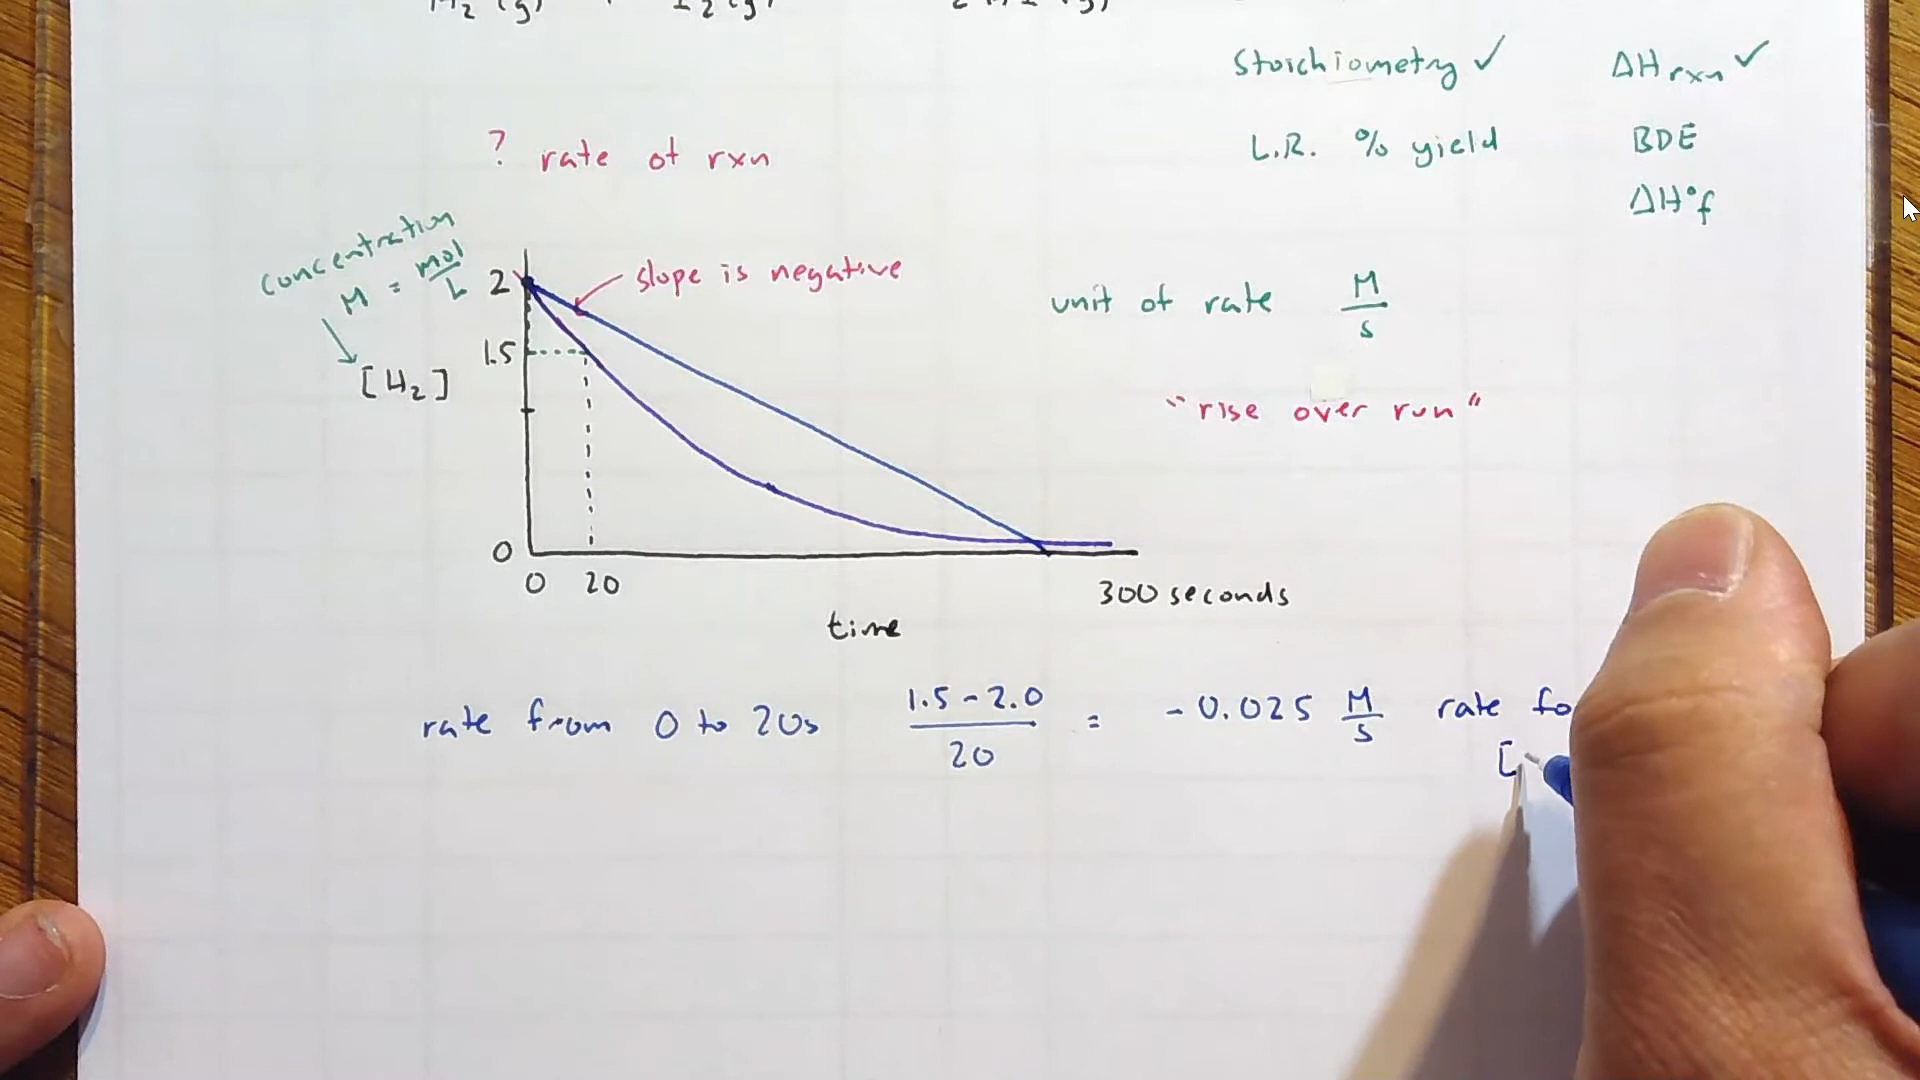 Stoichiometry ✓ ΔHrxn ✓
L.R. % yield BDE
ΔH°f
? rate of rxn
concentration
M = mol/L
[H₂]
2
1.5
0
slope is negative
0 20 300 seconds
time
unit of rate M/s
"rise over run"
rate from 0 to 20s (1.5 - 2.0)/20 = -0.025 M/s rate fo
[